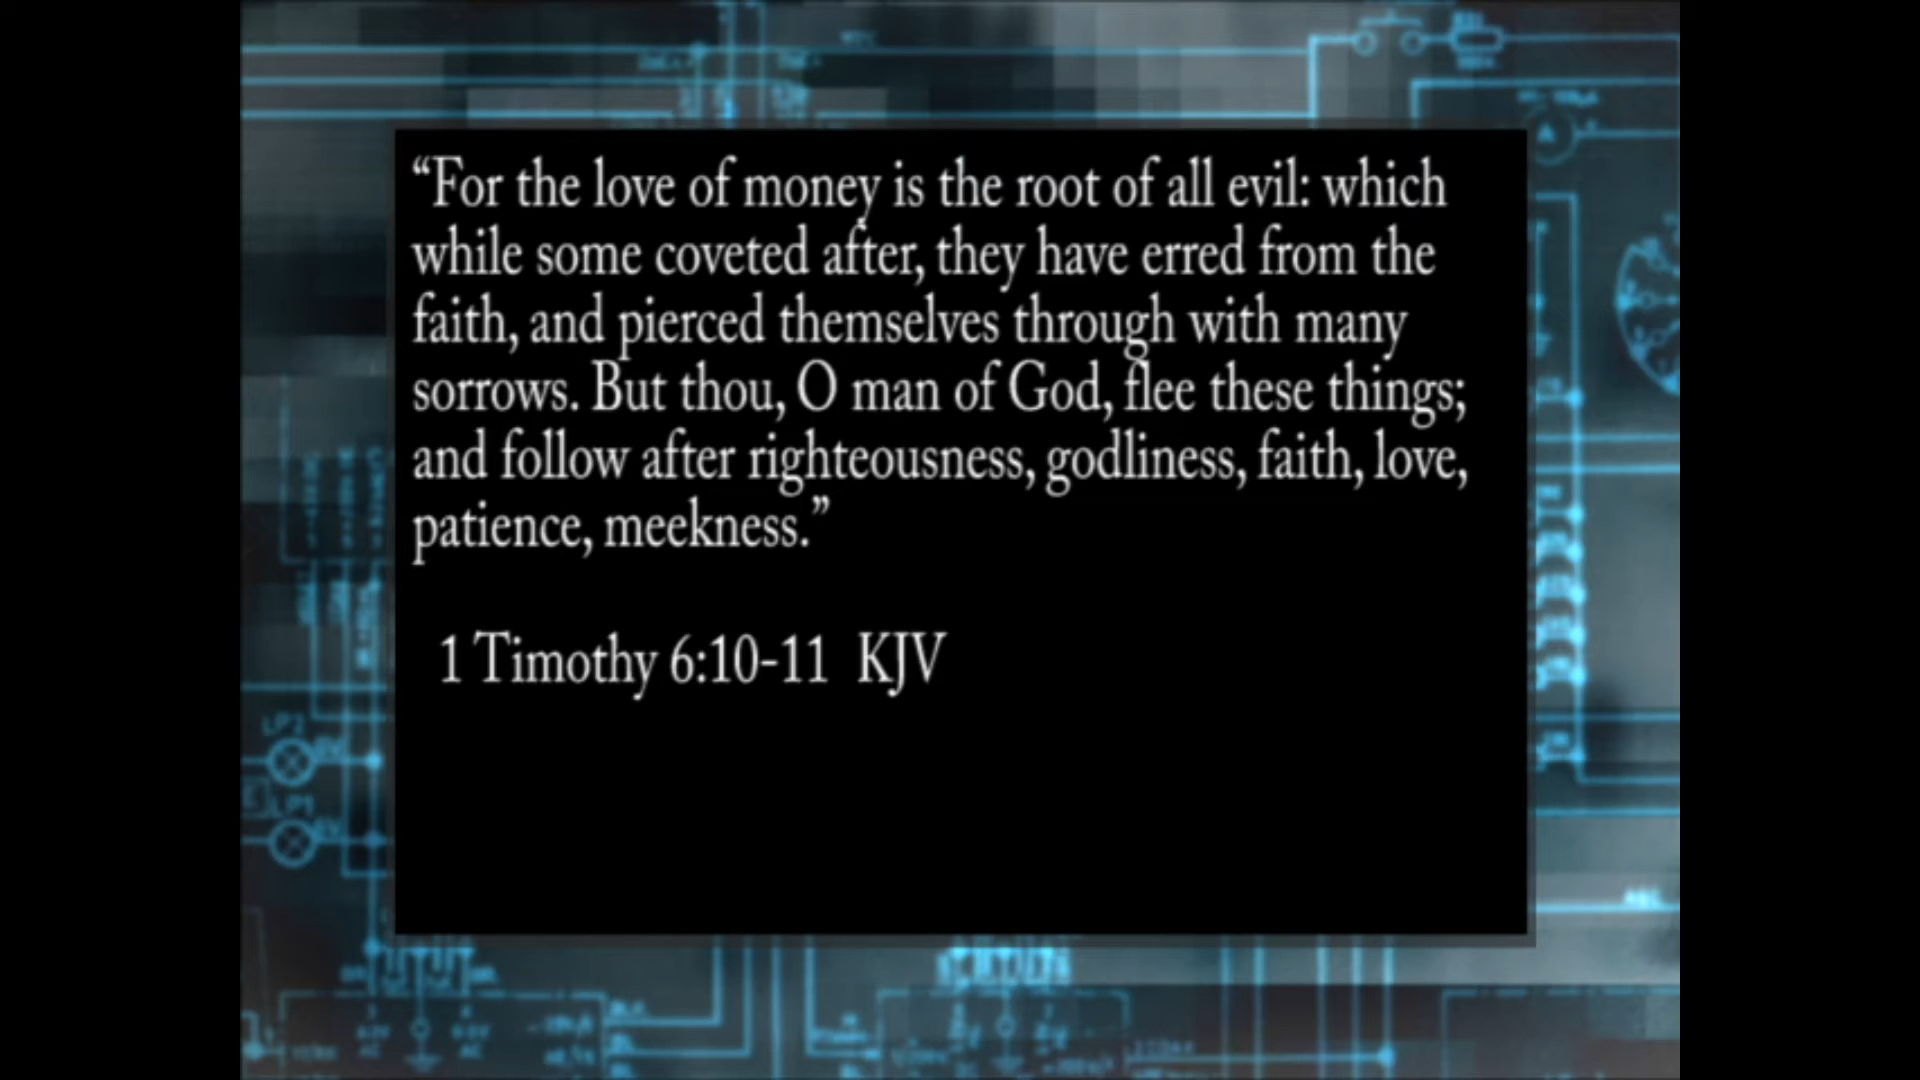 “For the love of money is the root of all evil: which
while some coveted after, they have erred from the
faith, and pierced themselves through with many
sorrows. But thou, O man of God, flee these things;
and follow after righteousness, godliness, faith, love,
patience, meekness.”
1 Timothy 6:10-11 KJV
LP2
LP1